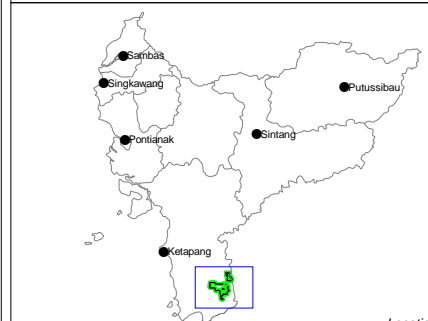 Sambas
Singkawang
Putussibau
Pontianak
Sintang
Ketapang